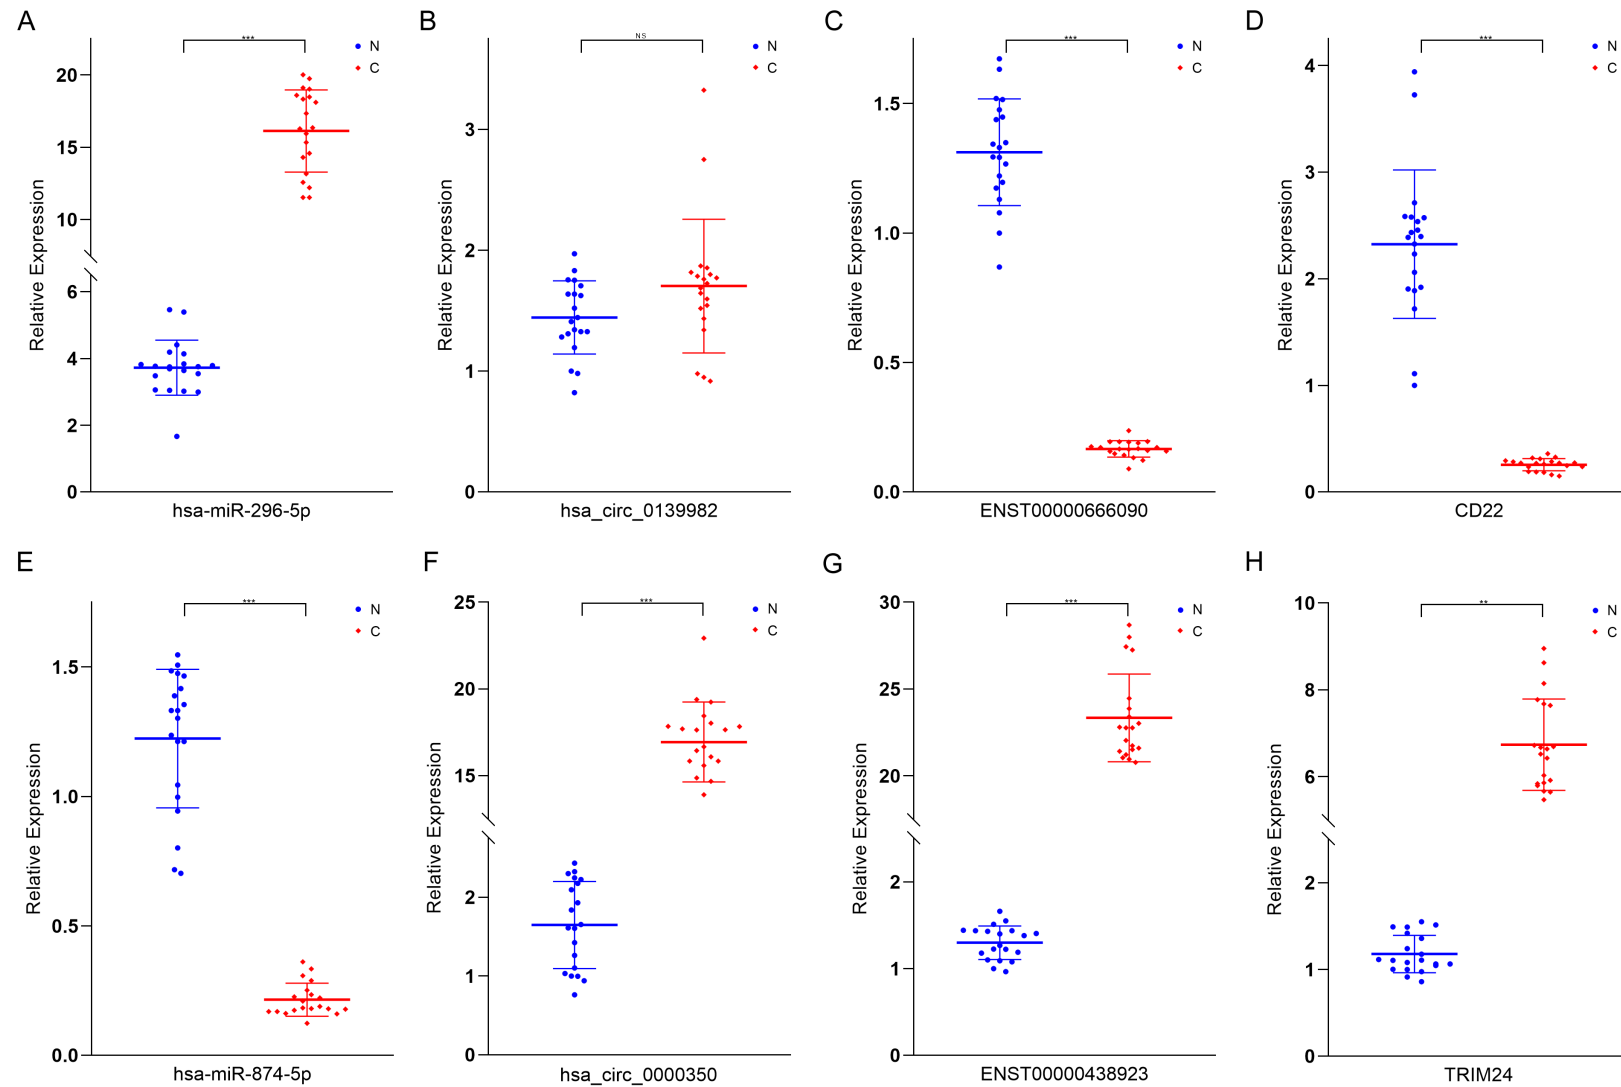 A
***
N
C
20
15
10
6
4
2
0
Relative Expression
hsa-miR-296-5p
B
NS
N
C
3
2
1
0
Relative Expression
hsa_circ_0139982
C
***
N
C
1.5
1.0
0.5
0.0
Relative Expression
ENST00000666090
D
***
N
C
4
3
2
1
0
Relative Expression
CD22
E
***
N
C
1.5
1.0
0.5
0.0
Relative Expression
hsa-miR-874-5p
F
***
N
C
25
20
15
2
1
0
Relative Expression
hsa_circ_0000350
G
***
N
C
30
25
20
2
1
0
Relative Expression
ENST00000438923
H
**
N
C
10
8
6
2
1
0
Relative Expression
TRIM24